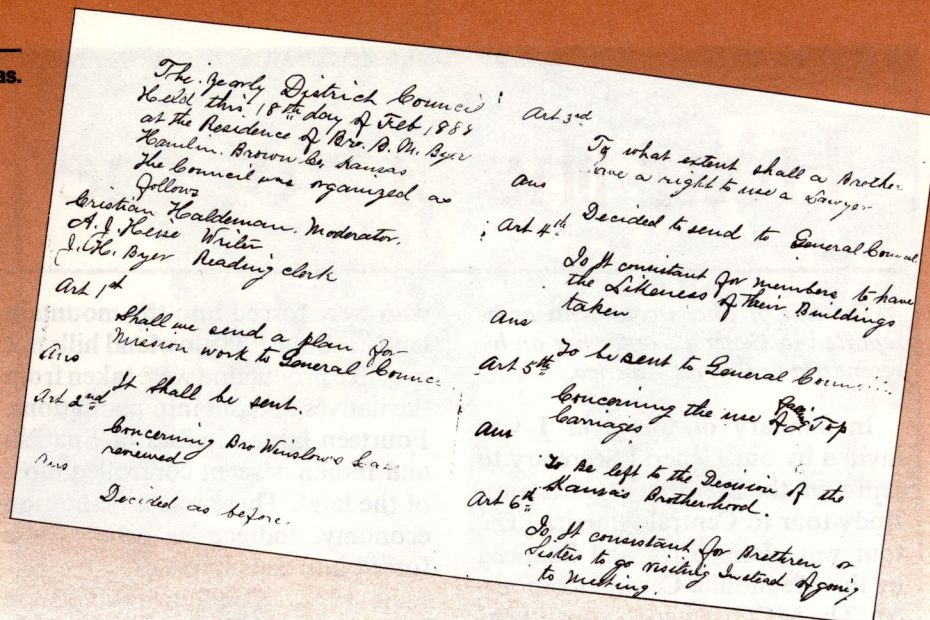 as.
The Yearly District Council
Held this 18th day of Feb 1888
at the Residence of Bro. B. M. Byer
Hamlin Brown Co Kansas
The Council was organized as
follows
Cristian Haldeman. Moderator.
A. J. Heise Writer
J. H. Byer Reading clerk
Art 1st
Shall we send a plan for
Mission work to General Counci
Ans
It Shall be sent
Art 2nd
Concerning Bro Winslow's
renewed
Ans
Decided as before.
Art 3rd
To what extent shall a Brother
have a right to use a Lawyer
Ans
Decided to send to General Council
Art 4th
Is It consistant for members to have
the Likeness of their Buildings
taken
Ans
To be sent to General Counci
Art 5th
Concerning the use of Top
Carriages
Ans
To Be left to the Decision of the
Kansas Brotherhood.
Art 6th
Is It consistant for Brethren or
Sisters to go visiting Instead of going
to Meeting.